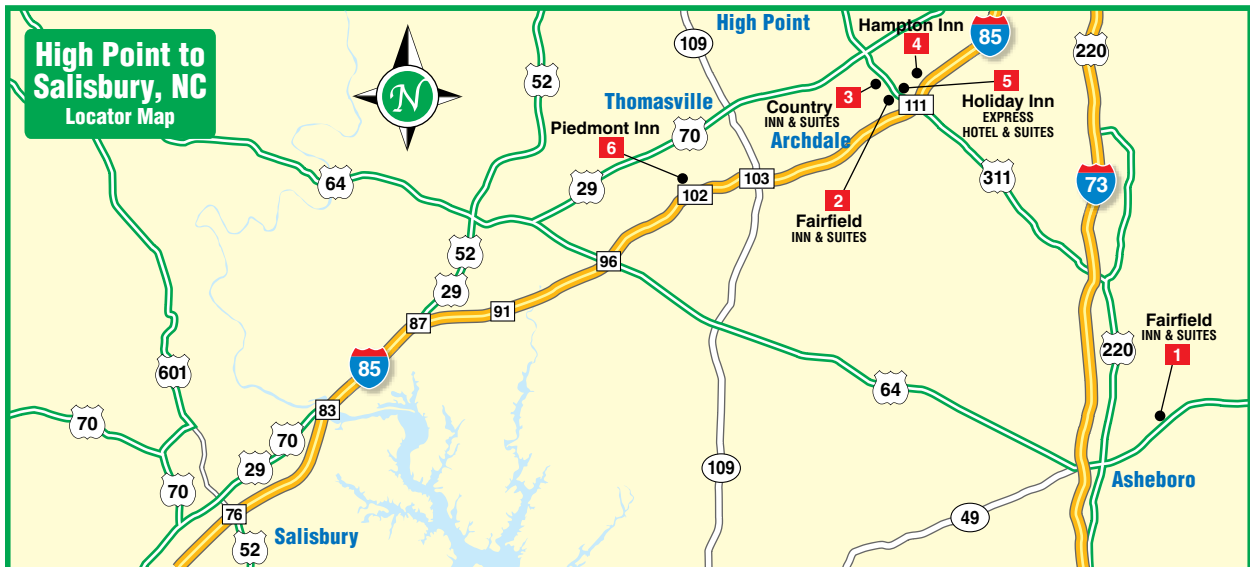 High Point to
Salisbury, NC
Locator Map
N
52
109
High Point
Hampton Inn
4
85
220
Thomasville
70
Country
INN & SUITES
3
5
Holiday Inn
EXPRESS
HOTEL & SUITES
111
Archdale
Piedmont Inn
6
64
29
102
103
2
Fairfield
INN & SUITES
311
73
52
29
96
87
91
85
601
83
70
70
29
70
76
52
Salisbury
64
109
49
220
Fairfield
INN & SUITES
1
Asheboro